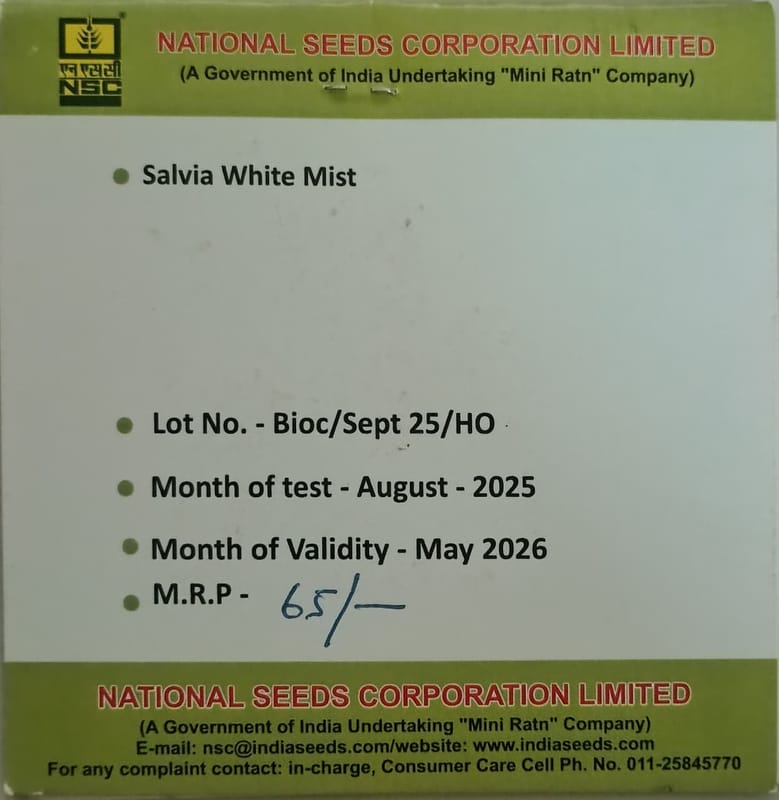 NATIONAL SEEDS CORPORATION LIMITED
(A Government of India Undertaking "Mini Ratn" Company)
एन एस सी
NSC
Salvia White Mist
Lot No. - Bioc/Sept 25/HO
Month of test - August - 2025
Month of Validity - May 2026
M.R.P - 65/-
NATIONAL SEEDS CORPORATION LIMITED
(A Government of India Undertaking "Mini Ratn" Company)
E-mail: nsc@indiaseeds.com/website: www.indiaseeds.com
For any complaint contact: in-charge, Consumer Care Cell Ph. No. 011-25845770